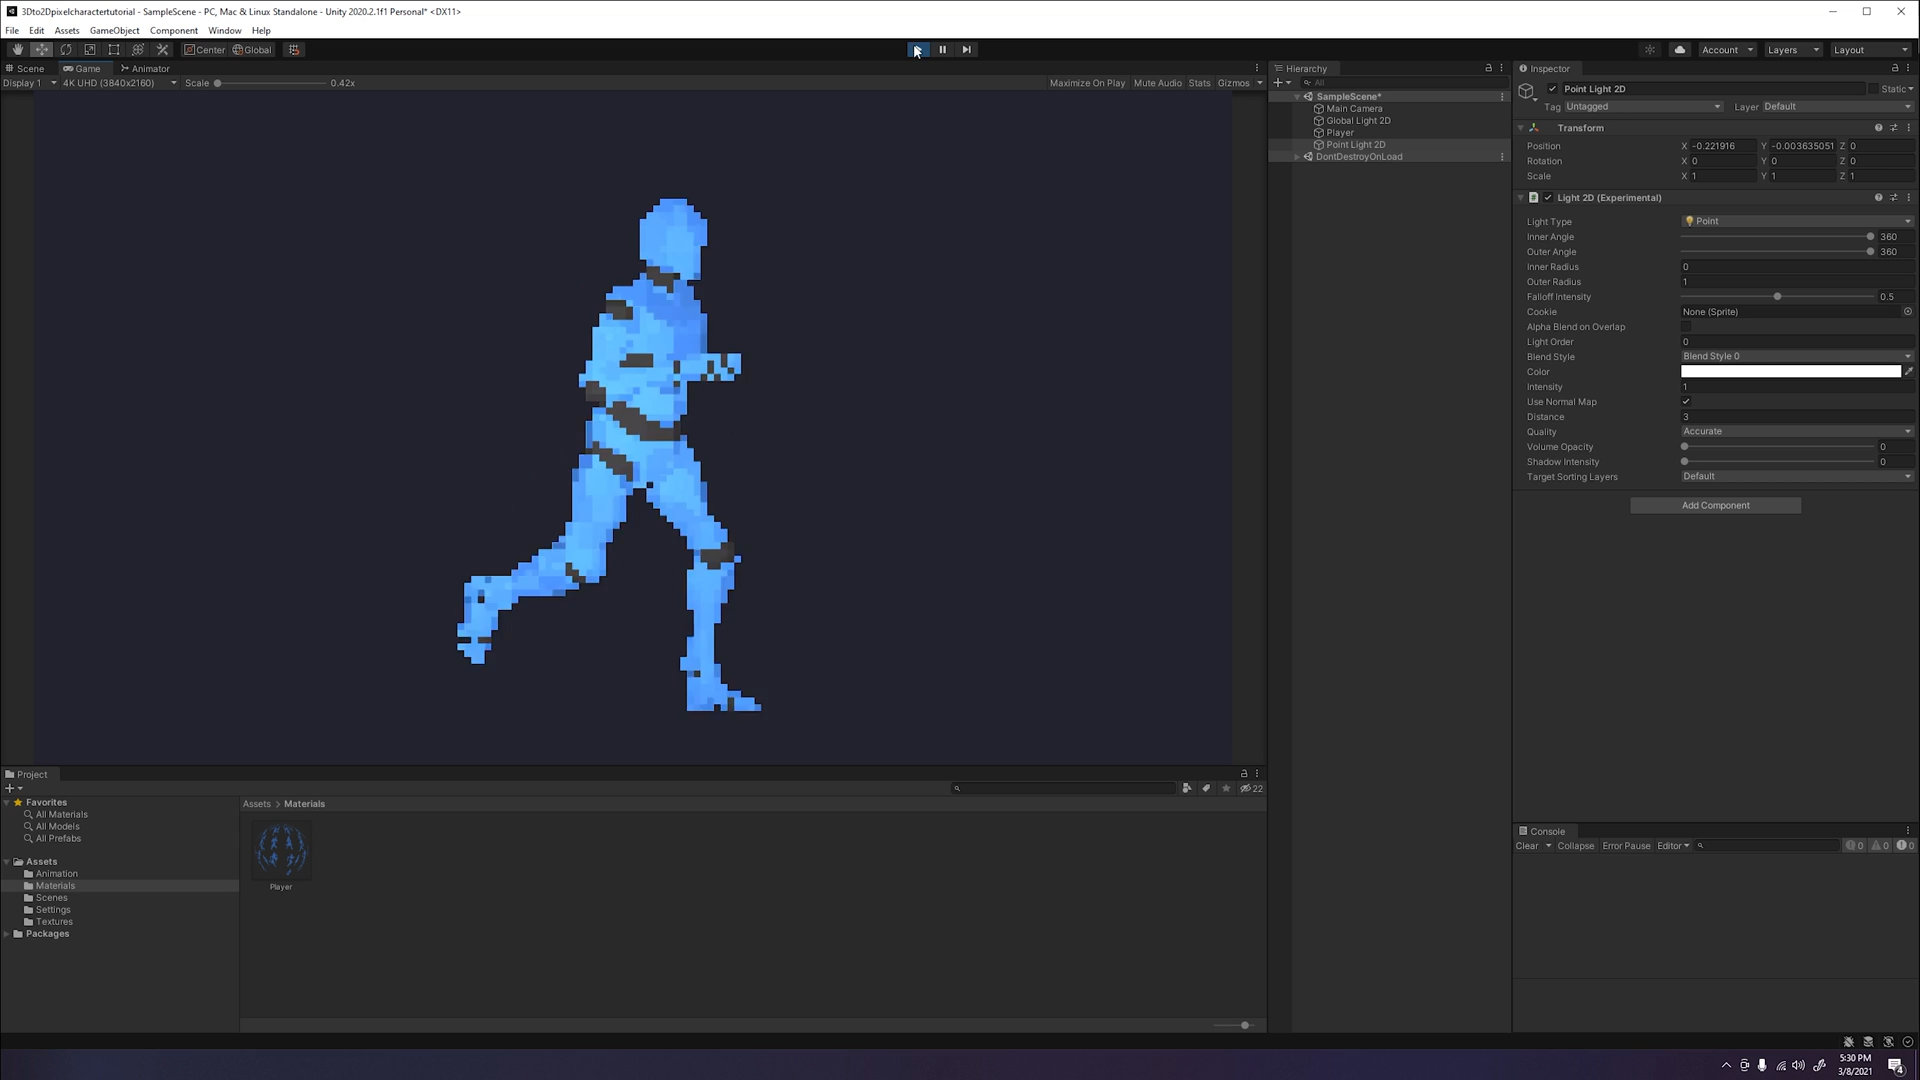 3Dto2Dpixelcharactertutorial - SampleScene - PC, Mac & Linux Standalone - Unity 2020.2.1f1 Personal* <DX11>
File Edit Assets GameObject Component Window Help
Center Global Account Layers Layout
Scene Game Animator
Display 1 4K UHD (3840x2160) Scale 0.42x Maximize On Play Mute Audio Stats Gizmos
Hierarchy
All
SampleScene*
Main Camera
Global Light 2D
Player
Point Light 2D
DontDestroyOnLoad
Inspector
Point Light 2D Static
Tag Untagged Layer Default
Transform
Position X -0.221916 Y -0.003635051 Z 0
Rotation X 0 Y 0 Z 0
Scale X 1 Y 1 Z 1
Light 2D (Experimental)
Light Type Point
Inner Angle 360
Outer Angle 360
Inner Radius 0
Outer Radius 1
Falloff Intensity 0.5
Cookie None (Sprite)
Alpha Blend on Overlap
Light Order 0
Blend Style Blend Style 0
Color
Intensity 1
Use Normal Map
Distance 3
Quality Accurate
Volume Opacity 0
Shadow Intensity 0
Target Sorting Layers Default
Add Component
Project
22
Favorites
All Materials
All Models
All Prefabs
Assets
Animation
Materials
Scenes
Settings
Textures
Packages
Assets > Materials
Player
Console
Clear Collapse Error Pause Editor 0 0 0
5:30 PM
3/8/2021
4